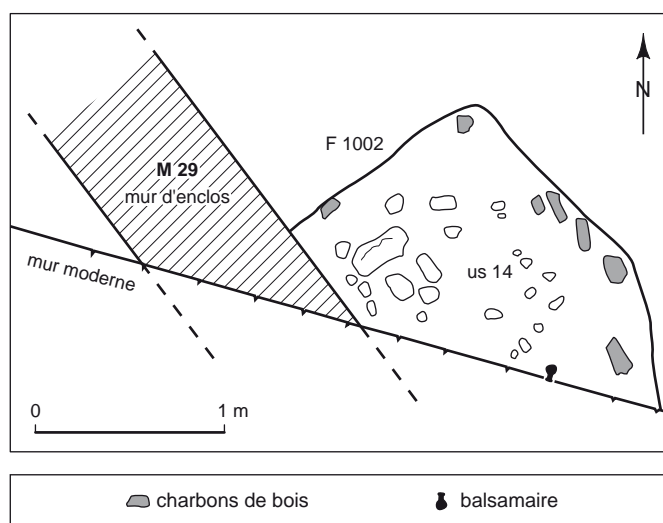 N
F 1002
M 29
mur d'enclos
us 14
mur moderne
0 1 m
charbons de bois
balsamaire